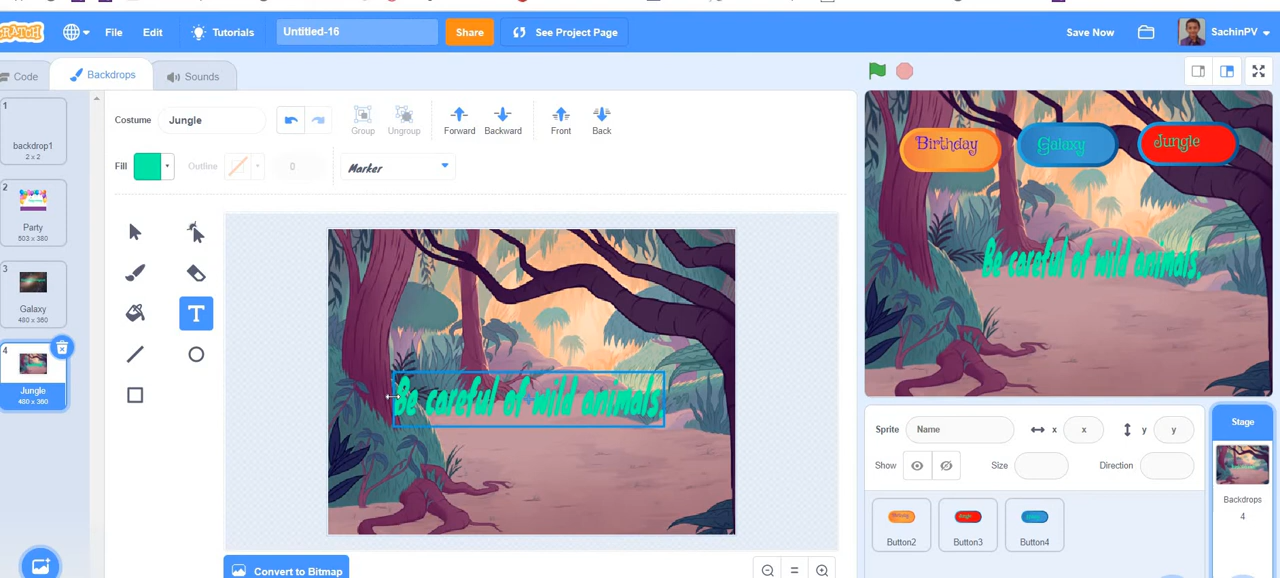 File Edit Tutorials Untitled-16 Share See Project Page Save Now SachinPV
Code Backdrops Sounds
1
backdrop1
2 x 2
2
Party
503 x 380
3
Galaxy
480 x 360
4
Jungle
480 x 360
Costume Jungle Group Ungroup Forward Backward Front Back
Fill Outline 0 Marker
T
Be careful of wild animals.
Convert to Bitmap
Birthday Galaxy Jungle
Be careful of wild animals.
Sprite Name x x y y
Show Size Direction
Button2 Button3 Button4
Stage
Backdrops
4